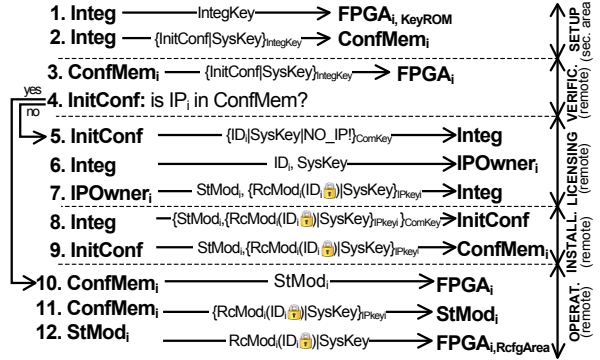 1. Integ IntegKey FPGAi, KeyROM
2. Integ {InitConf|SysKey}IntegKey ConfMemi
SETUP (sec. area)
3. ConfMemi {InitConf|SysKey}IntegKey FPGAi
yes 4. InitConf: is IPi in ConfMem?
no
VERIFIC. (remote)
5. InitConf {IDi|SysKey|NO_IP!}ComKey Integ
6. Integ IDi, SysKey IPOwneri
7. IPOwneri StModi, {RcModi(IDi🔒)|SysKey}IPkeyi Integ
LICENSING (remote)
8. Integ {StModi,{RcModi(IDi🔒)|SysKey}IPkeyi}ComKey InitConf
9. InitConf StModi,{RcModi(IDi🔒)|SysKey}IPkeyi ConfMemi
INSTALL. (remote)
10. ConfMemi StModi FPGAi
11. ConfMemi {RcModi(IDi🔒)|SysKey}IPkeyi StModi
12. StModi RcModi(IDi🔒)|SysKey FPGAi,RcfgArea
OPERAT. (remote)